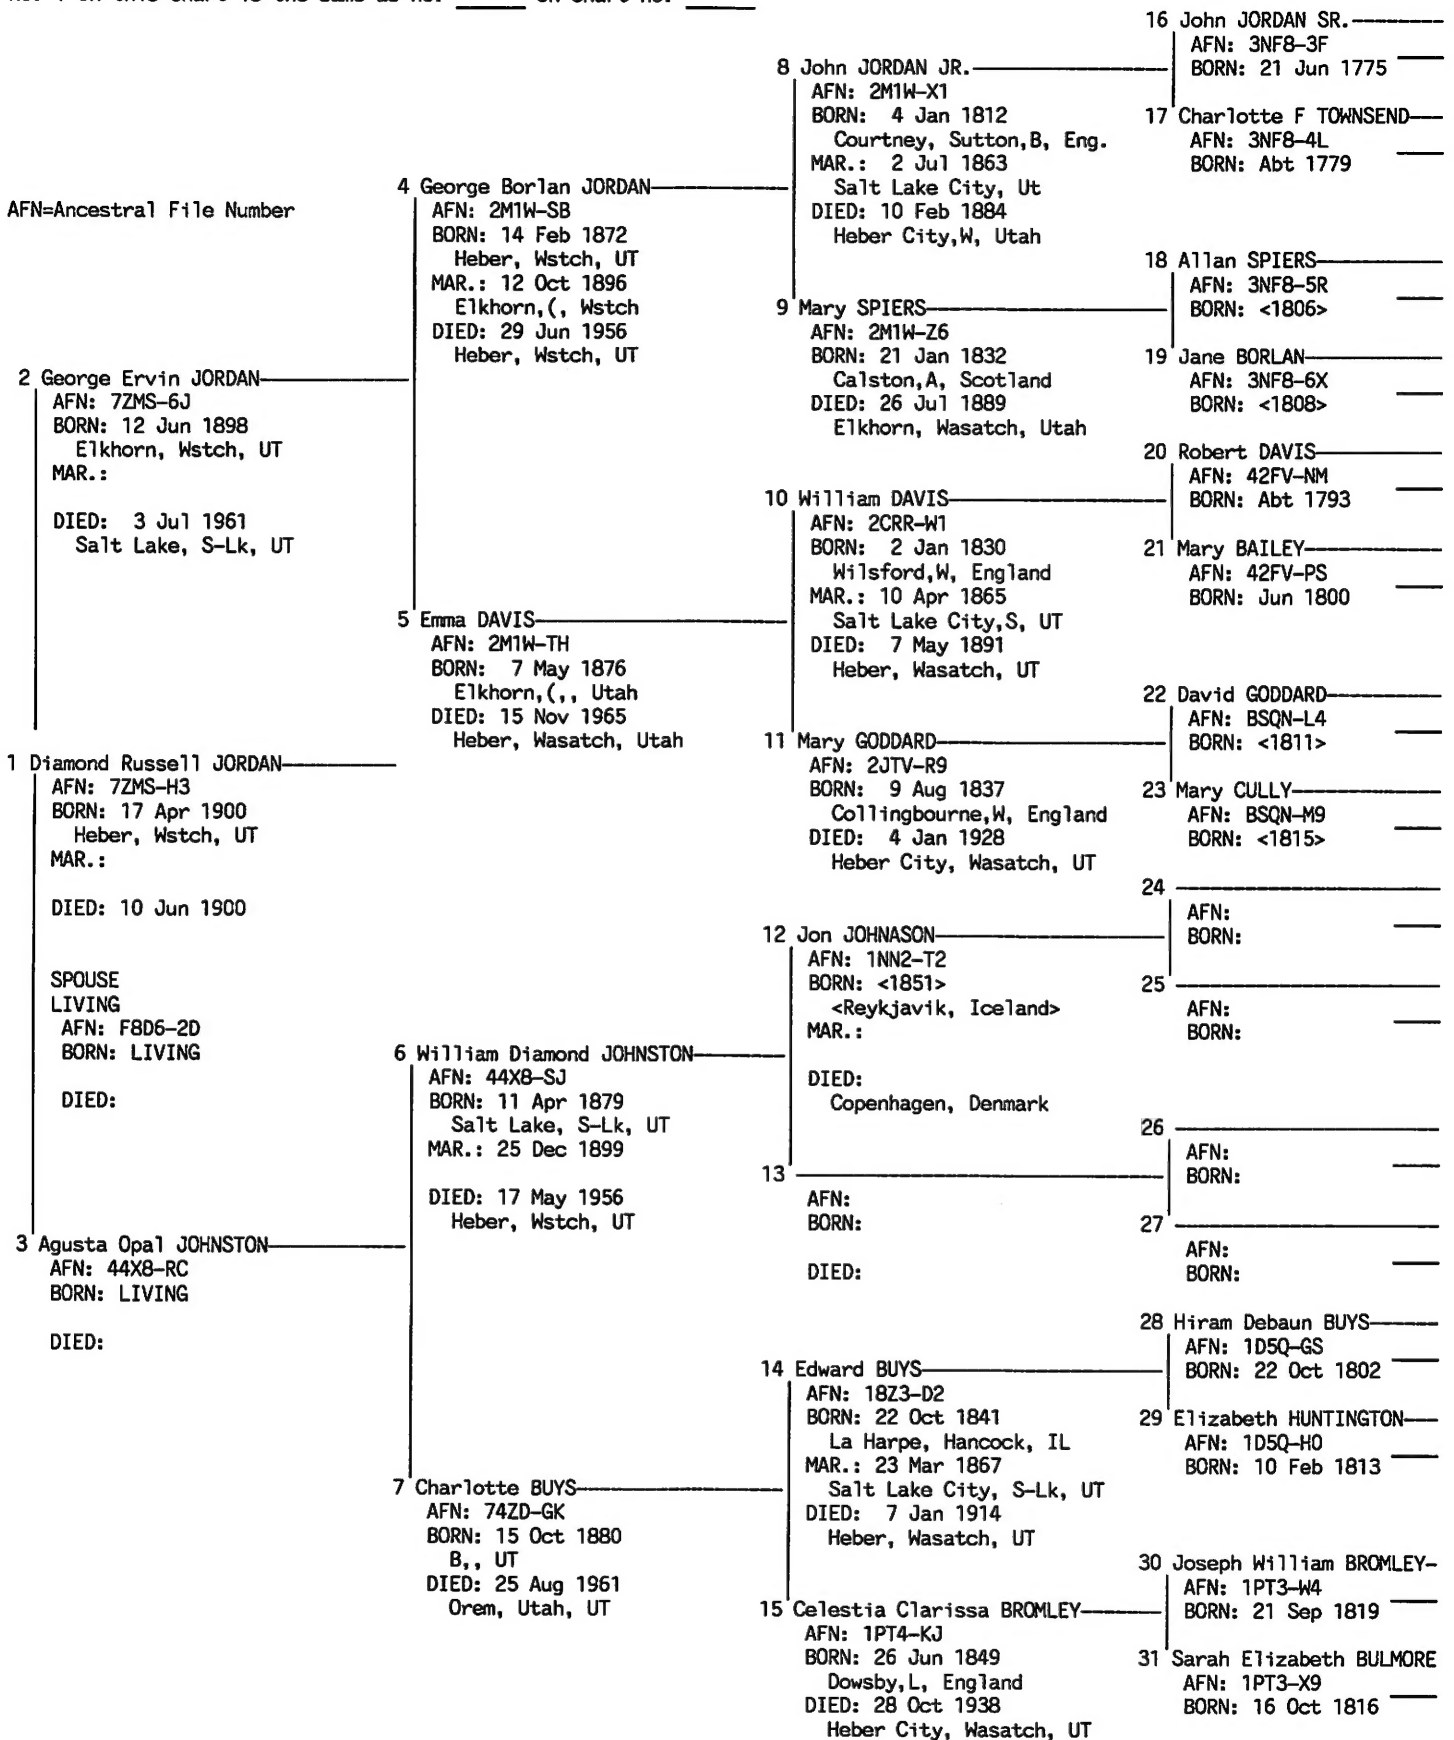 AFN=Ancestral File Number
1 Diamond Russell JORDAN
AFN: 7ZMS-H3
BORN: 17 Apr 1900
Heber, Wstch, UT
MAR.:
DIED: 10 Jun 1900
SPOUSE
LIVING
AFN: F8D6-2D
BORN: LIVING
DIED:
2 George Ervin JORDAN
AFN: 7ZMS-6J
BORN: 12 Jun 1898
Elkhorn, Wstch, UT
MAR.:
DIED: 3 Jul 1961
Salt Lake, S-Lk, UT
3 Agusta Opal JOHNSTON
AFN: 44X8-RC
BORN: LIVING
DIED:
4 George Borlan JORDAN
AFN: 2M1W-SB
BORN: 14 Feb 1872
Heber, Wstch, UT
MAR.: 12 Oct 1896
Elkhorn,(, Wstch
DIED: 29 Jun 1956
Heber, Wstch, UT
5 Emma DAVIS
AFN: 2M1W-TH
BORN: 7 May 1876
Elkhorn,(,, Utah
DIED: 15 Nov 1965
Heber, Wasatch, Utah
6 William Diamond JOHNSTON
AFN: 44X8-SJ
BORN: 11 Apr 1879
Salt Lake, S-Lk, UT
MAR.: 25 Dec 1899
DIED: 17 May 1956
Heber, Wstch, UT
7 Charlotte BUYS
AFN: 74ZD-GK
BORN: 15 Oct 1880
B,, UT
DIED: 25 Aug 1961
Orem, Utah, UT
8 John JORDAN JR.
AFN: 2M1W-X1
BORN: 4 Jan 1812
Courtney, Sutton,B, Eng.
MAR.: 2 Jul 1863
Salt Lake City, Ut
DIED: 10 Feb 1884
Heber City,W, Utah
9 Mary SPIERS
AFN: 2M1W-Z6
BORN: 21 Jan 1832
Calston,A, Scotland
DIED: 26 Jul 1889
Elkhorn, Wasatch, Utah
10 William DAVIS
AFN: 2CRR-W1
BORN: 2 Jan 1830
Wilsford,W, England
MAR.: 10 Apr 1865
Salt Lake City,S, UT
DIED: 7 May 1891
Heber, Wasatch, UT
11 Mary GODDARD
AFN: 2JTV-R9
BORN: 9 Aug 1837
Collingbourne,W, England
DIED: 4 Jan 1928
Heber City, Wasatch, UT
12 Jon JOHNASON
AFN: 1NN2-T2
BORN: <1851>
<Reykjavik, Iceland>
MAR.:
DIED:
Copenhagen, Denmark
13
AFN:
BORN:
DIED:
14 Edward BUYS
AFN: 18Z3-D2
BORN: 22 Oct 1841
La Harpe, Hancock, IL
MAR.: 23 Mar 1867
Salt Lake City, S-Lk, UT
DIED: 7 Jan 1914
Heber, Wasatch, UT
15 Celestia Clarissa BROMLEY
AFN: 1PT4-KJ
BORN: 26 Jun 1849
Dowsby,L, England
DIED: 28 Oct 1938
Heber City, Wasatch, UT
16 John JORDAN SR.
AFN: 3NF8-3F
BORN: 21 Jun 1775
17 Charlotte F TOWNSEND
AFN: 3NF8-4L
BORN: Abt 1779
18 Allan SPIERS
AFN: 3NF8-5R
BORN: <1806>
19 Jane BORLAN
AFN: 3NF8-6X
BORN: <1808>
20 Robert DAVIS
AFN: 42FV-NM
BORN: Abt 1793
21 Mary BAILEY
AFN: 42FV-PS
BORN: Jun 1800
22 David GODDARD
AFN: BSQN-L4
BORN: <1811>
23 Mary CULLY
AFN: BSQN-M9
BORN: <1815>
24
AFN:
BORN:
25
AFN:
BORN:
26
AFN:
BORN:
27
AFN:
BORN:
28 Hiram Debaun BUYS
AFN: 1D5Q-GS
BORN: 22 Oct 1802
29 Elizabeth HUNTINGTON
AFN: 1D5Q-H0
BORN: 10 Feb 1813
30 Joseph William BROMLEY
AFN: 1PT3-W4
BORN: 21 Sep 1819
31 Sarah Elizabeth BULMORE
AFN: 1PT3-X9
BORN: 16 Oct 1816